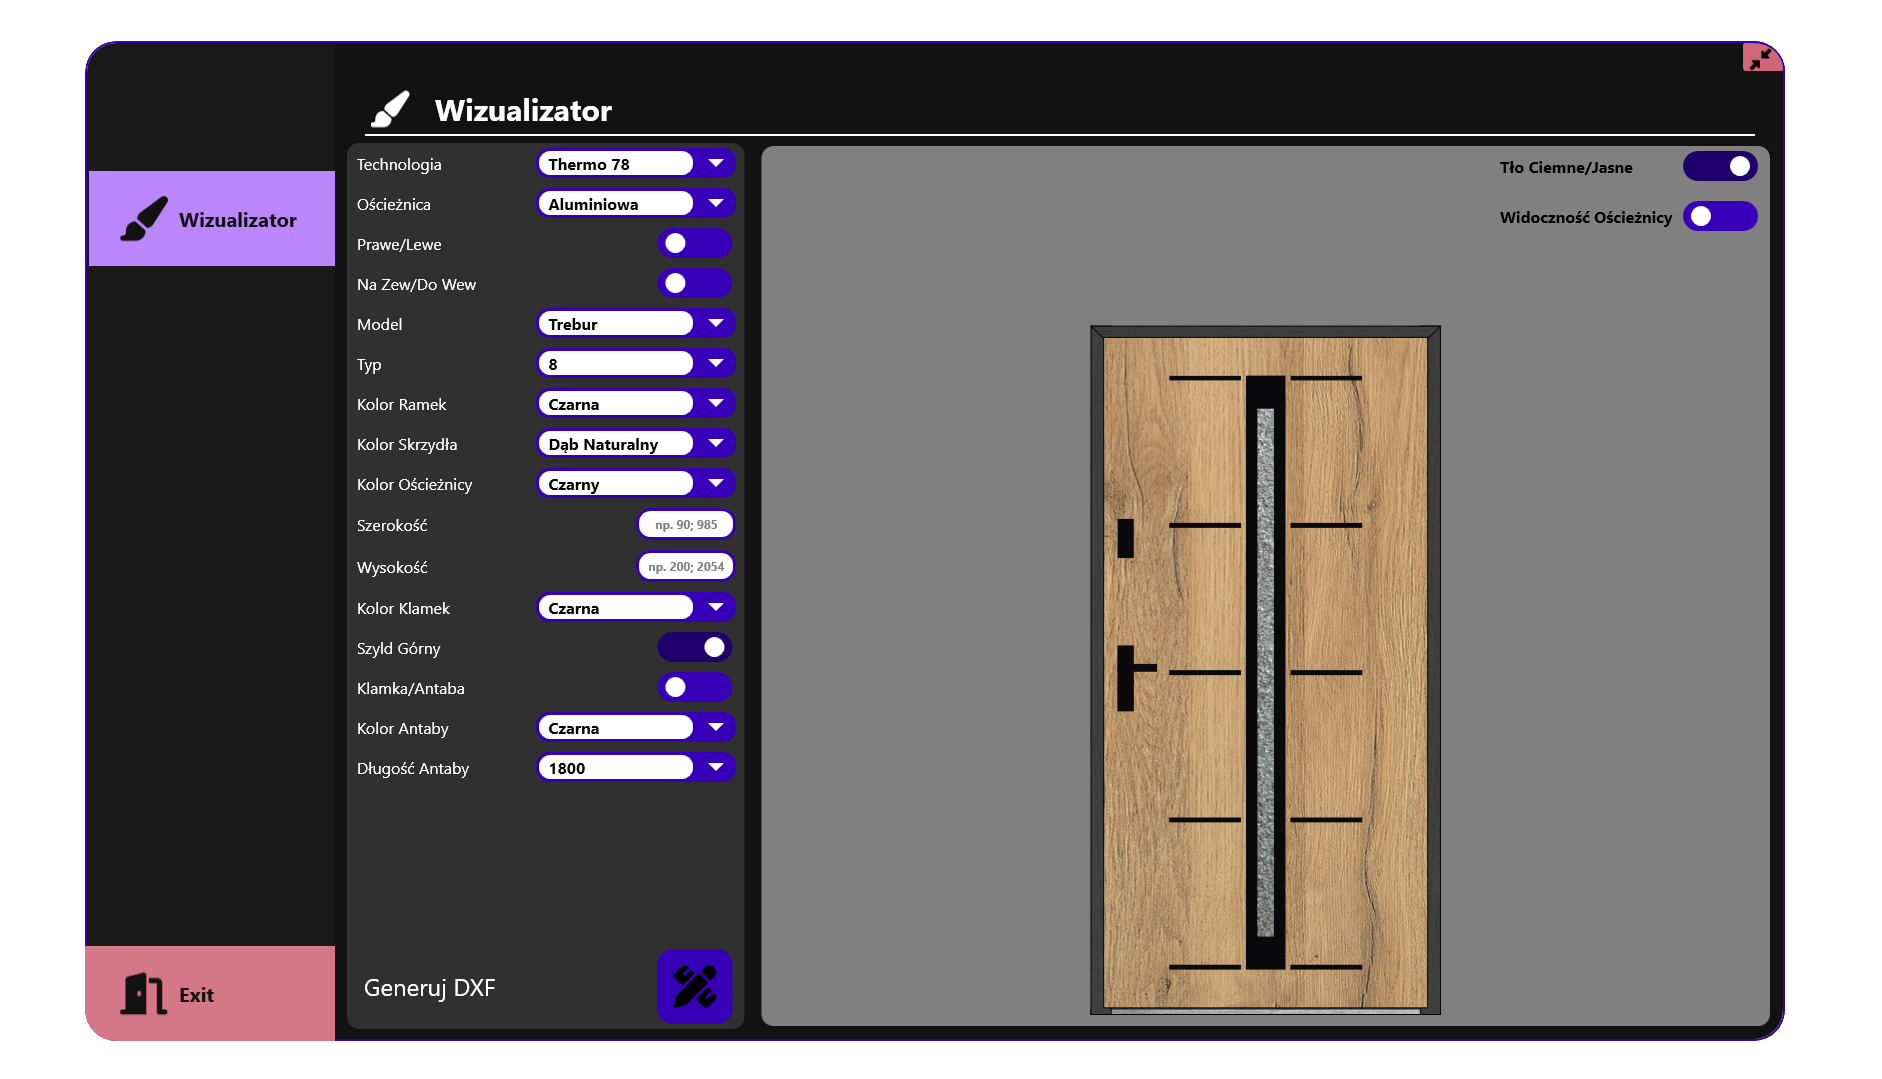 Wizualizator
Wizualizator
Exit
Technologia Thermo 78
Ościeżnica Aluminiowa
Prawe/Lewe
Na Zew/Do Wew
Model Trebur
Typ 8
Kolor Ramek Czarna
Kolor Skrzydła Dąb Naturalny
Kolor Ościeżnicy Czarny
Szerokość np. 90; 985
Wysokość np. 200; 2054
Kolor Klamek Czarna
Szyld Górny
Klamka/Antaba
Kolor Antaby Czarna
Długość Antaby 1800
Generuj DXF
Tło Ciemne/Jasne
Widoczność Ościeżnicy